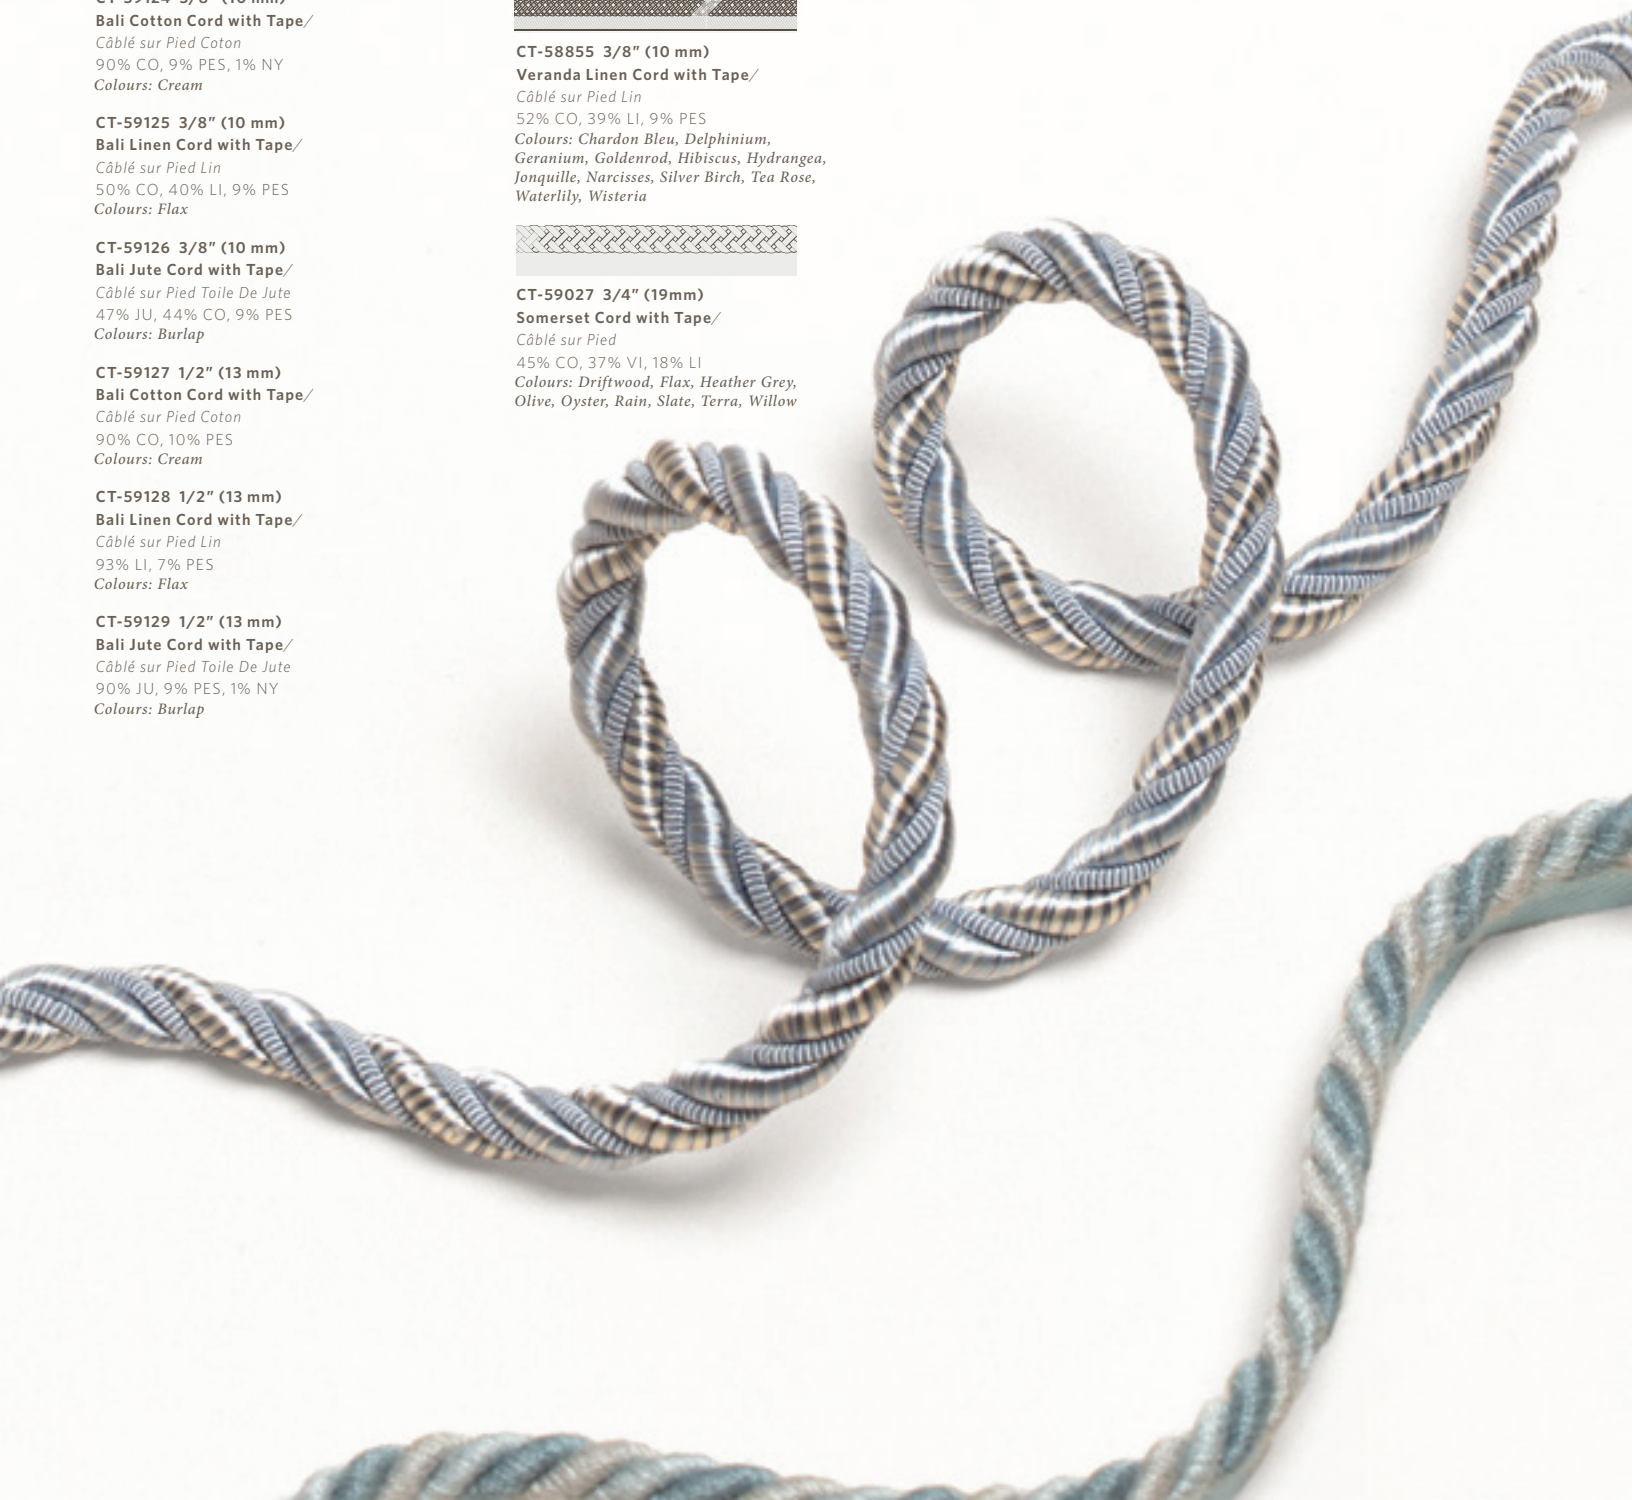 CT-59124 3/8" (10 mm)
Bali Cotton Cord with Tape/
Câblé sur Pied Coton
90% CO, 9% PES, 1% NY
Colours: Cream
CT-59125 3/8" (10 mm)
Bali Linen Cord with Tape/
Câblé sur Pied Lin
50% CO, 40% LI, 9% PES
Colours: Flax
CT-59126 3/8" (10 mm)
Bali Jute Cord with Tape/
Câblé sur Pied Toile De Jute
47% JU, 44% CO, 9% PES
Colours: Burlap
CT-59127 1/2" (13 mm)
Bali Cotton Cord with Tape/
Câblé sur Pied Coton
90% CO, 10% PES
Colours: Cream
CT-59128 1/2" (13 mm)
Bali Linen Cord with Tape/
Câblé sur Pied Lin
93% LI, 7% PES
Colours: Flax
CT-59129 1/2" (13 mm)
Bali Jute Cord with Tape/
Câblé sur Pied Toile De Jute
90% JU, 9% PES, 1% NY
Colours: Burlap
CT-58855 3/8" (10 mm)
Veranda Linen Cord with Tape/
Câblé sur Pied Lin
52% CO, 39% LI, 9% PES
Colours: Chardon Bleu, Delphinium,
Geranium, Goldenrod, Hibiscus, Hydrangea,
Jonquille, Narcisses, Silver Birch, Tea Rose,
Waterlily, Wisteria
CT-59027 3/4" (19mm)
Somerset Cord with Tape/
Câblé sur Pied
45% CO, 37% VI, 18% LI
Colours: Driftwood, Flax, Heather Grey,
Olive, Oyster, Rain, Slate, Terra, Willow